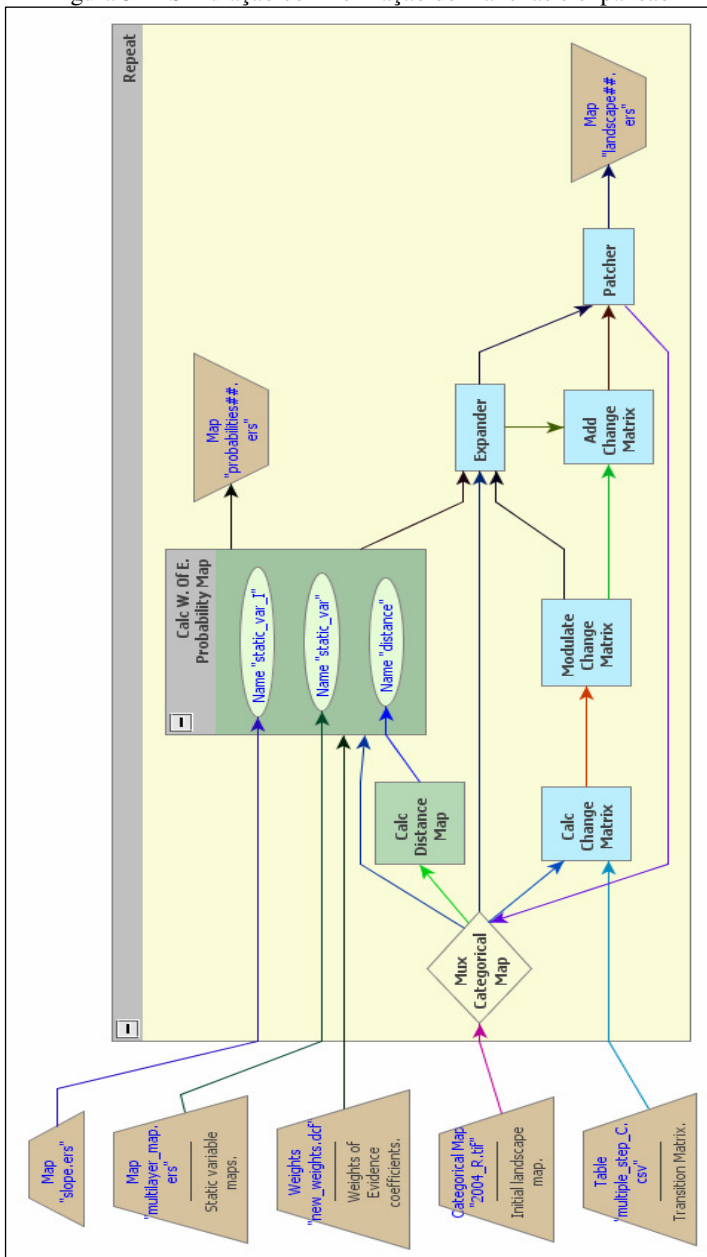 Repeat
Map
"slope.ers"
Map
"multilayer_map.
ers"
Static variable
maps.
Weights
"new_weights.dcf"
Weights of
Evidence
coefficients.
Categorical Map
"2004_R.tif"
Initial landscape
map.
Table
"multiple_step_C.
csv"
Transition Matrix.
Calc W. Of E.
Probability Map
Name "static_var_I"
Name "static_var"
Name "distance"
Map
"probabilities##.
ers"
Mux
Categorical
Map
Calc
Distance
Map
Calc
Change
Matrix
Modulate
Change
Matrix
Expander
Add
Change
Matrix
Patcher
Map
"landscape##.
ers"